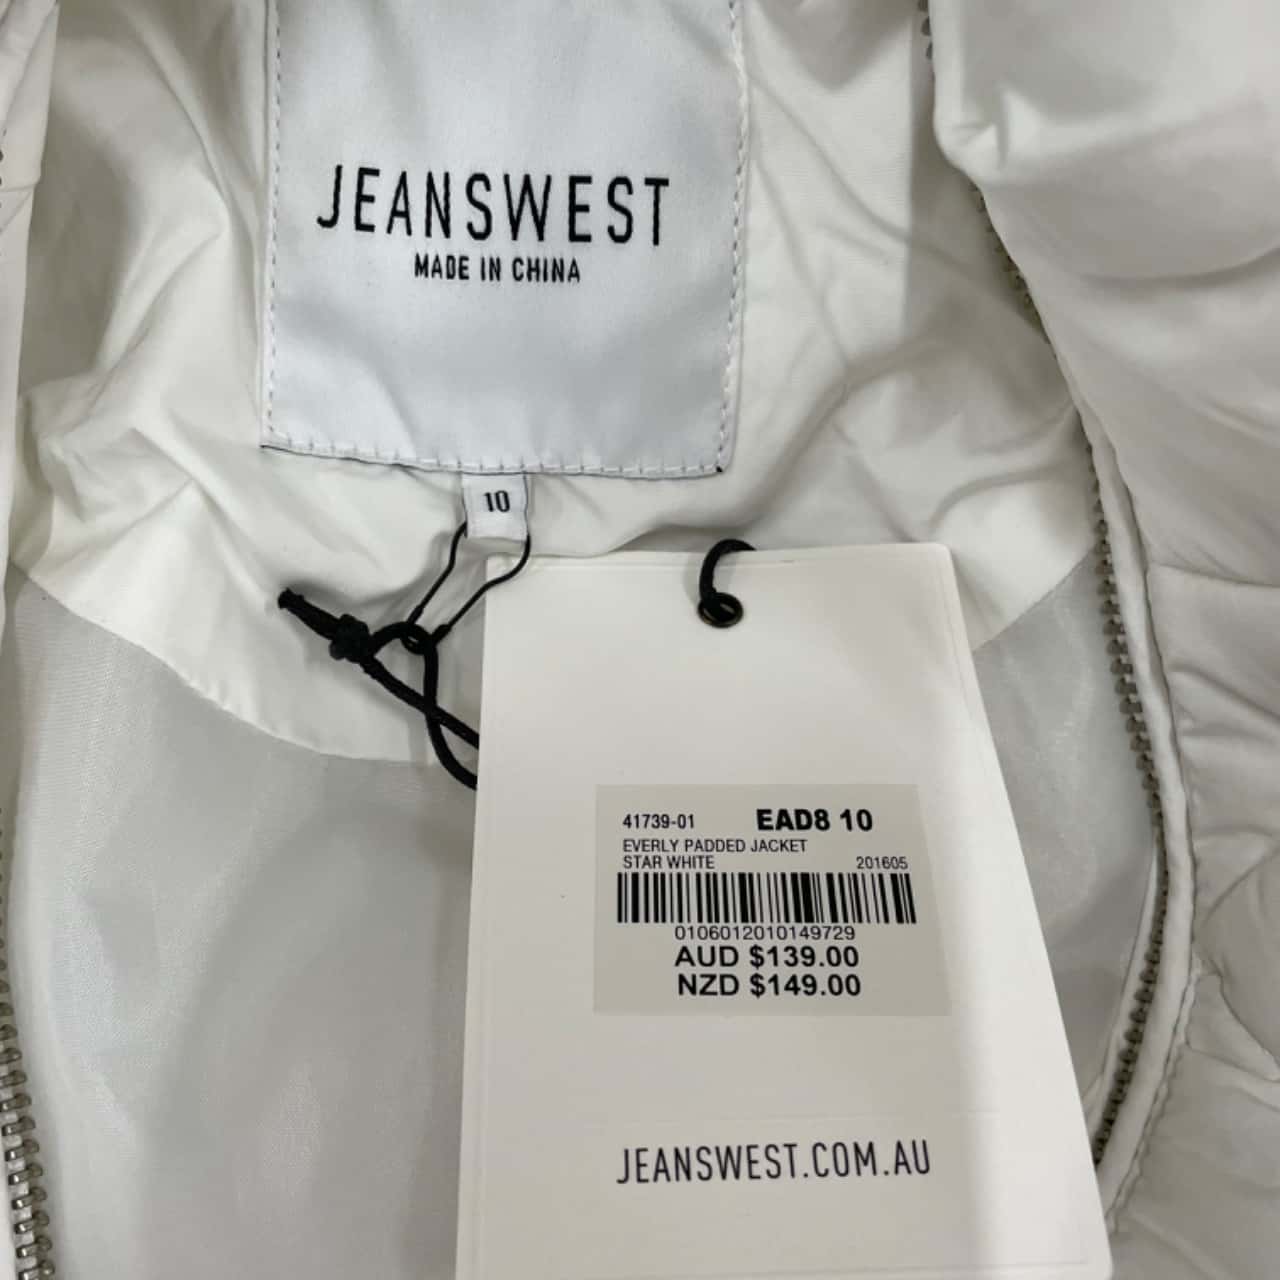 JEANSWEST
MADE IN CHINA
10
41739-01 EAD8 10
EVERLY PADDED JACKET
STAR WHITE 201605
0106012010149729
AUD $139.00
NZD $149.00
JEANSWEST.COM.AU